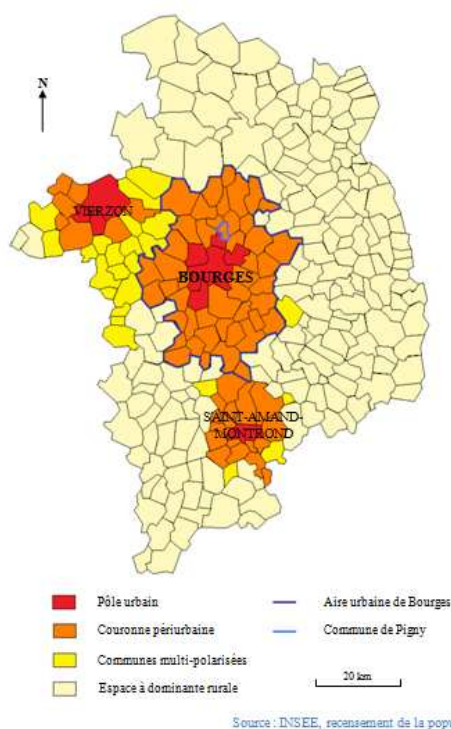 N
VIERZON
BOURGES
SAINT-AMAND-
MONTROND
Pôle urbain
Couronne périurbaine
Communes multi-polarisées
Espace à dominante rurale
Aire urbaine de Bourges
Commune de Pigny
20 km
Source : INSEE, recensement de la popu